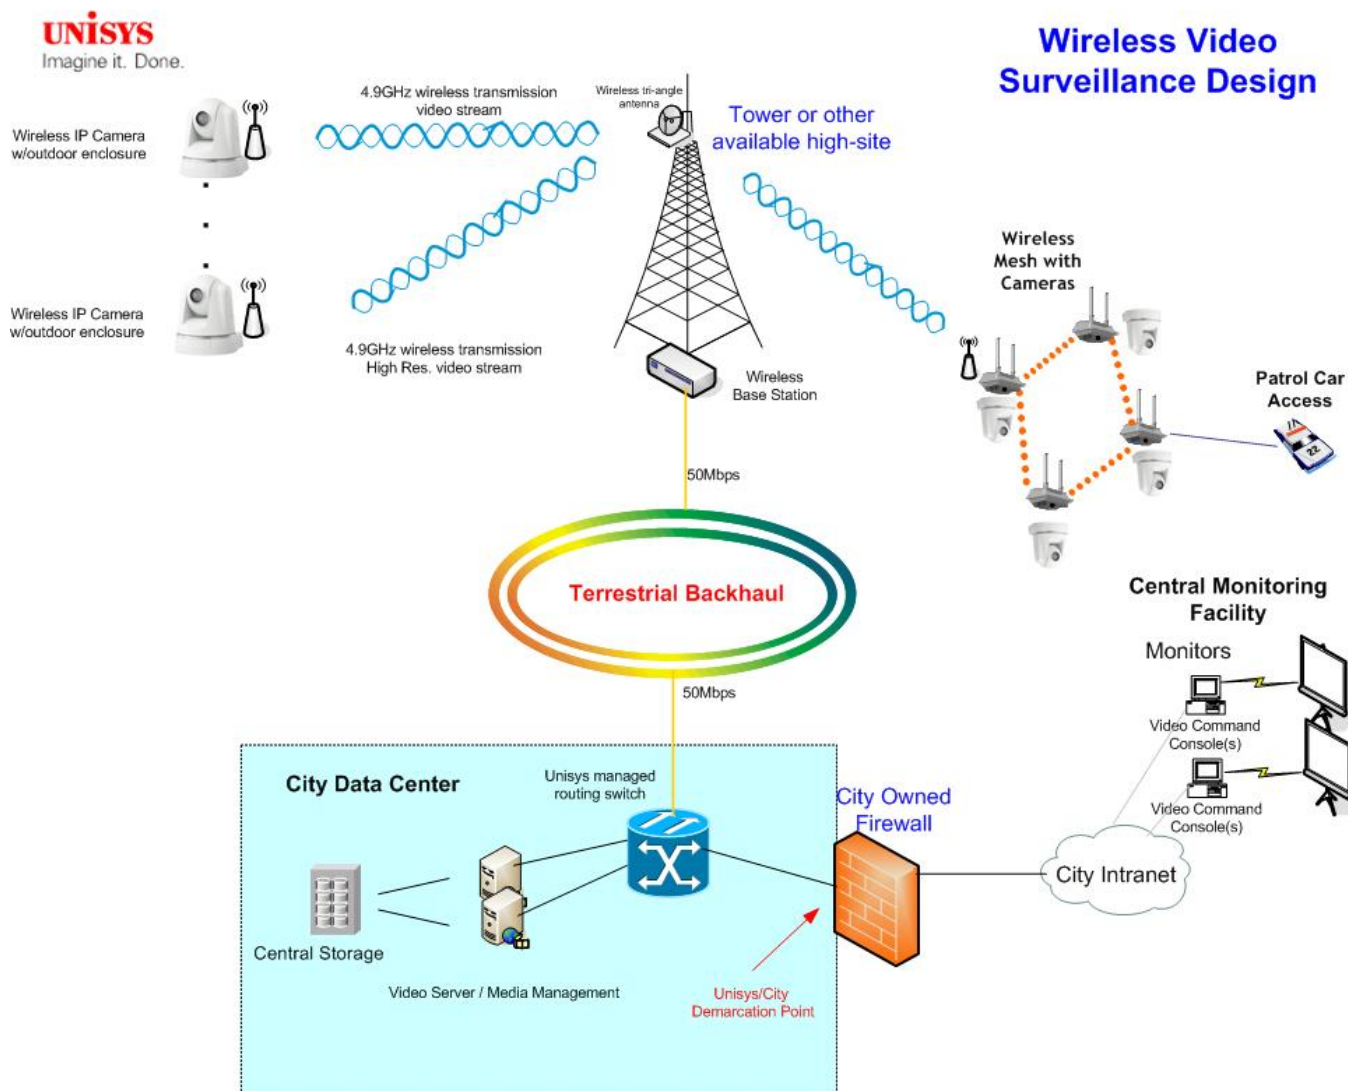 UNISYS
Imagine it. Done.
Wireless Video
Surveillance Design
4.9GHz wireless transmission
video stream
Wireless tri-angle
antenna
Tower or other
available high-site
Wireless IP Camera
w/outdoor enclosure
Wireless
Mesh with
Cameras
Wireless IP Camera
w/outdoor enclosure
4.9GHz wireless transmission
High Res. video stream
Wireless
Base Station
Patrol Car
Access
22
50Mbps
Terrestrial Backhaul
Central Monitoring
Facility
Monitors
50Mbps
Video Command
Console(s)
City Data Center
Unisys managed
routing switch
City Owned
Firewall
Video Command
Console(s)
City Intranet
Central Storage
Video Server / Media Management
Unisys/City
Demarcation Point